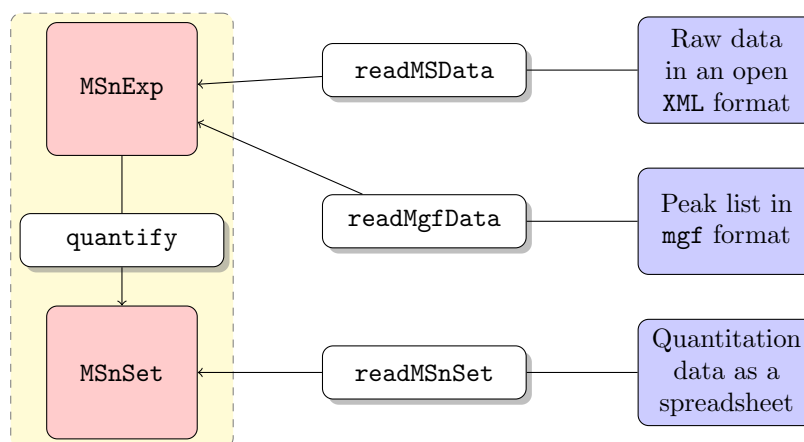 MSnExp
readMSData
Raw data
in an open
XML format
quantify
readMgfData
Peak list in
mgf format
MSnSet
readMSnSet
Quantitation
data as a
spreadsheet